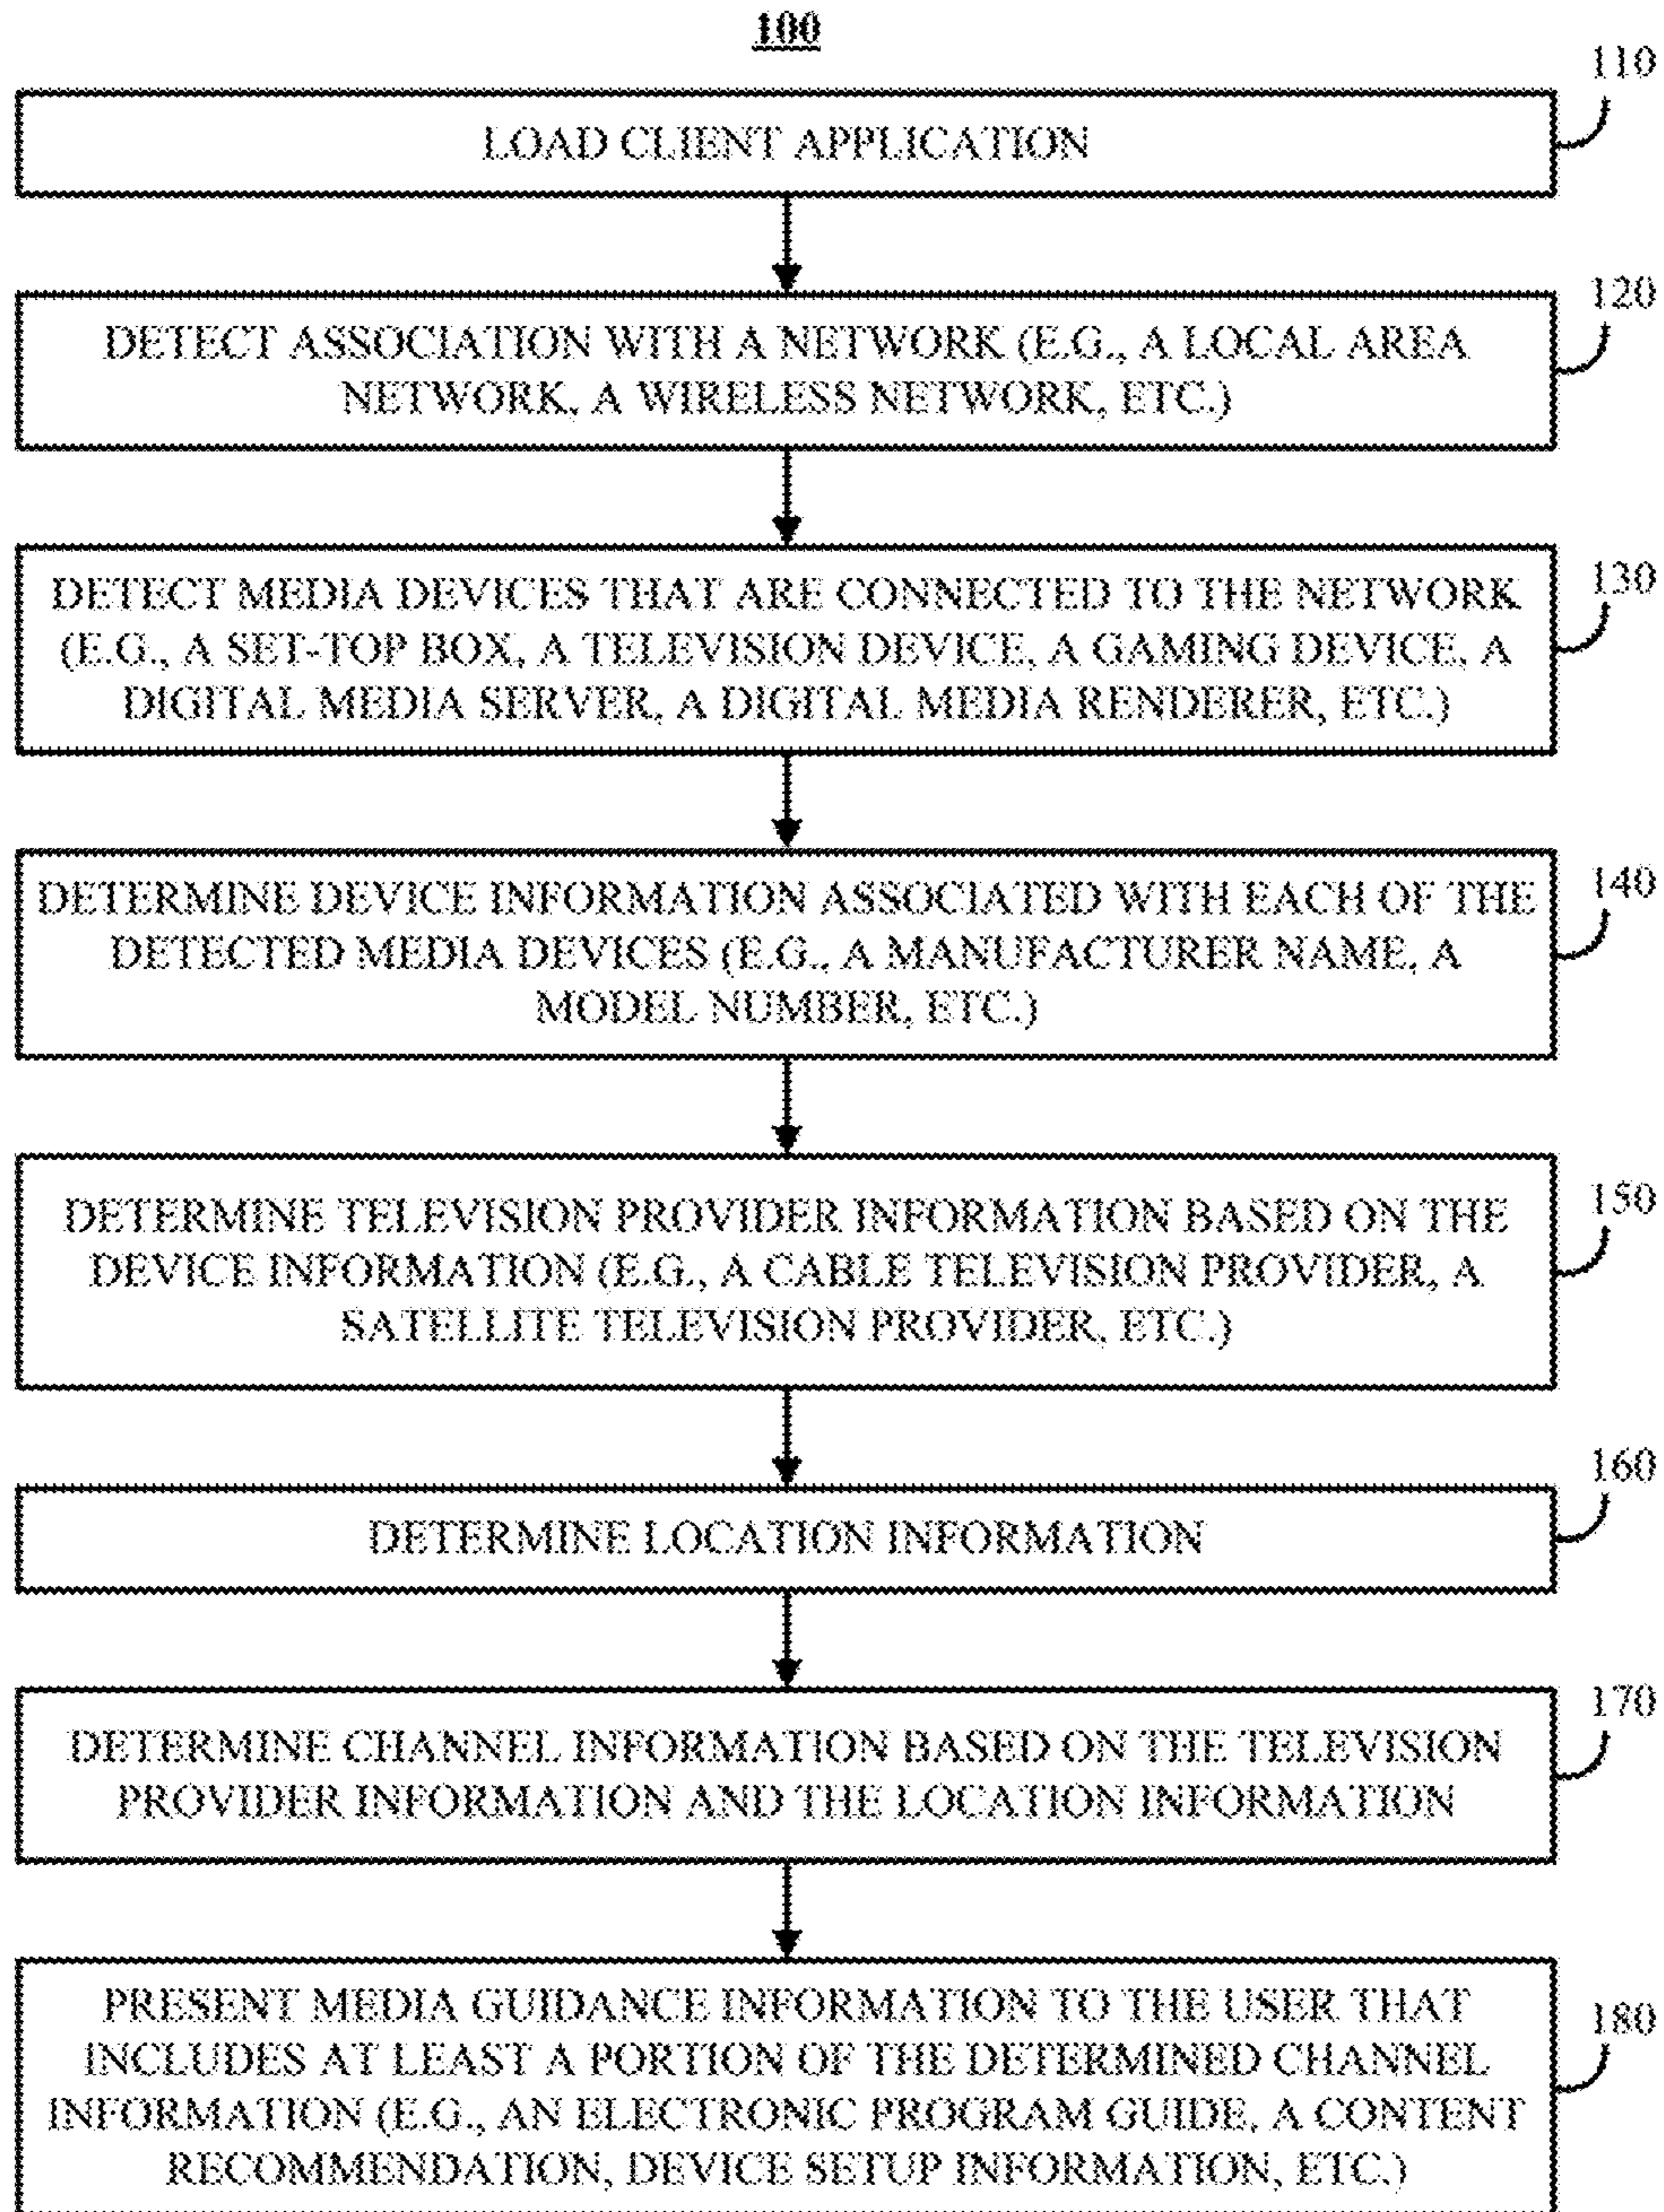 100
110
LOAD CLIENT APPLICATION
120
DETECT ASSOCIATION WITH A NETWORK (E.G., A LOCAL AREA
NETWORK, A WIRELESS NETWORK, ETC.)
130
DETECT MEDIA DEVICES THAT ARE CONNECTED TO THE NETWORK
(E.G., A SET-TOP BOX, A TELEVISION DEVICE, A GAMING DEVICE, A
DIGITAL MEDIA SERVER, A DIGITAL MEDIA RENDERER, ETC.)
140
DETERMINE DEVICE INFORMATION ASSOCIATED WITH EACH OF THE
DETECTED MEDIA DEVICES (E.G., A MANUFACTURER NAME, A
MODEL NUMBER, ETC.)
150
DETERMINE TELEVISION PROVIDER INFORMATION BASED ON THE
DEVICE INFORMATION (E.G., A CABLE TELEVISION PROVIDER, A
SATELLITE TELEVISION PROVIDER, ETC.)
160
DETERMINE LOCATION INFORMATION
170
DETERMINE CHANNEL INFORMATION BASED ON THE TELEVISION
PROVIDER INFORMATION AND THE LOCATION INFORMATION
180
PRESENT MEDIA GUIDANCE INFORMATION TO THE USER THAT
INCLUDES AT LEAST A PORTION OF THE DETERMINED CHANNEL
INFORMATION (E.G., AN ELECTRONIC PROGRAM GUIDE, A CONTENT
RECOMMENDATION, DEVICE SETUP INFORMATION, ETC.)